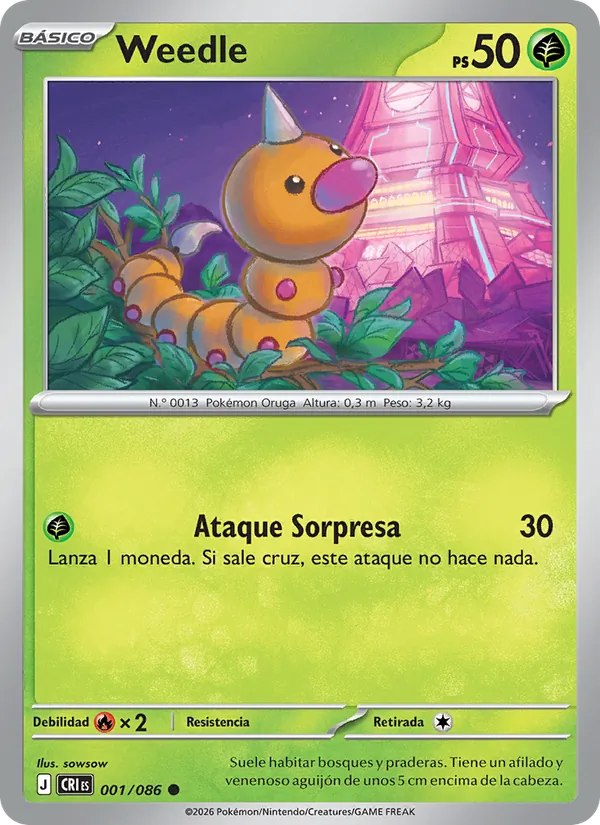 BÁSICO Weedle PS 50
N.º 0013 Pokémon Oruga Altura: 0,3 m Peso: 3,2 kg
Ataque Sorpresa 30
Lanza 1 moneda. Si sale cruz, este ataque no hace nada.
Debilidad ×2 Resistencia Retirada
Ilus. sowsow
Suele habitar bosques y praderas. Tiene un afilado y
venenoso aguijón de unos 5 cm encima de la cabeza.
J CRI ES 001/086
©2026 Pokémon/Nintendo/Creatures/GAME FREAK